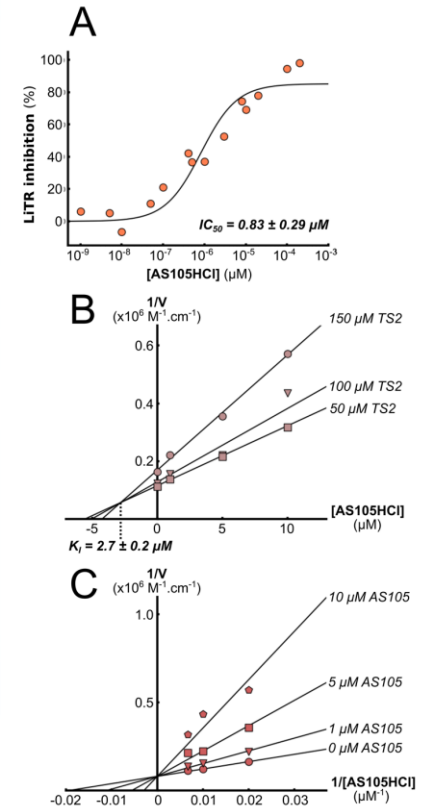 A
LiTR inhibition (%)
100
80
60
40
20
0
IC50 = 0.83 ± 0.29 µM
10-9 10-8 10-7 10-6 10-5 10-4 10-3
[AS105HCl] (µM)
B
1/V
(x10⁶ M-1.cm-1)
150 µM TS2
0.6
100 µM TS2
0.4
50 µM TS2
0.2
[AS105HCl]
(µM)
-5 0 5 10
KI = 2.7 ± 0.2 µM
C
1/V
(x10⁶ M-1.cm-1)
10 µM AS105
1.0
5 µM AS105
0.5
1 µM AS105
0 µM AS105
1/[AS105HCl]
(µM-1)
-0.02 -0.01 0 0.01 0.02 0.03